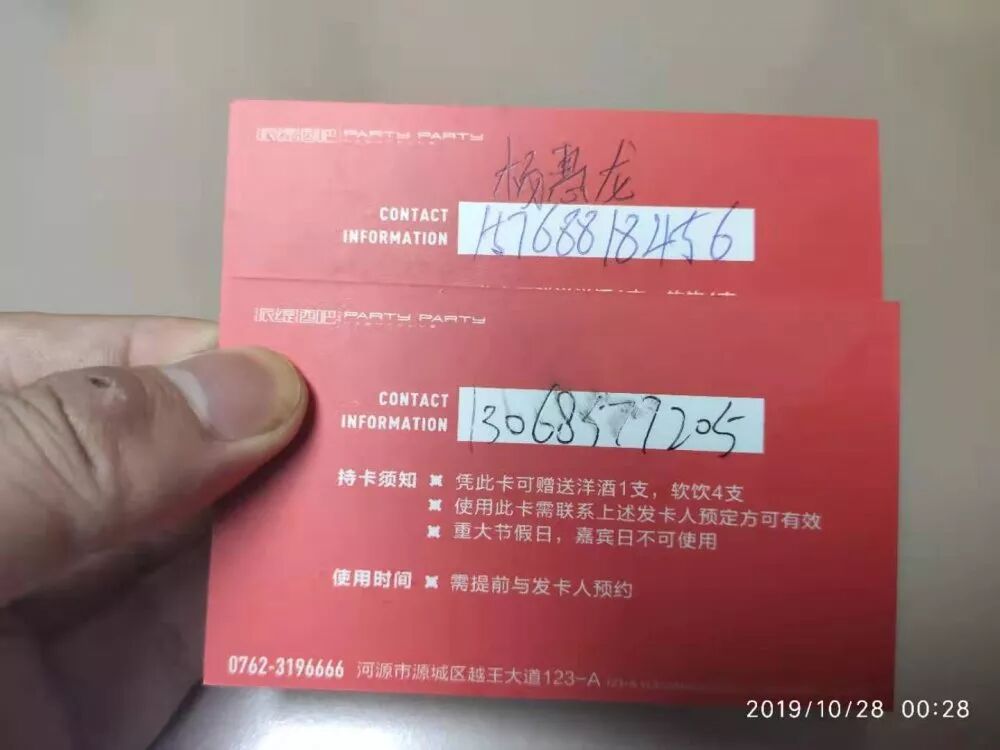 派缇酒吧 PARTY PARTY
杨惠龙
CONTACT
INFORMATION
15768818456
派缇酒吧 PARTY PARTY
CONTACT
INFORMATION
13068577205
持卡须知 凭此卡可赠送洋酒1支，软饮4支
使用此卡需联系上述发卡人预定方可有效
重大节假日，嘉宾日不可使用
使用时间 需提前与发卡人预约
0762-3196666 河源市源城区越王大道123-A
2019/10/28 00:28